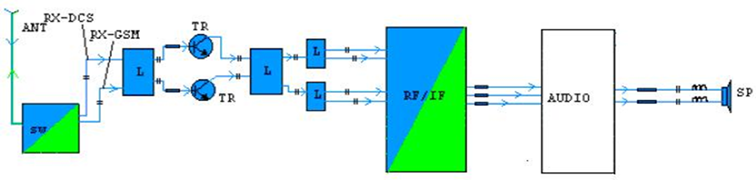 ANT
RX-DCS
RX-GSM
TR
TR
SW
L
L
L
L
RF/IF
AUDIO
SP